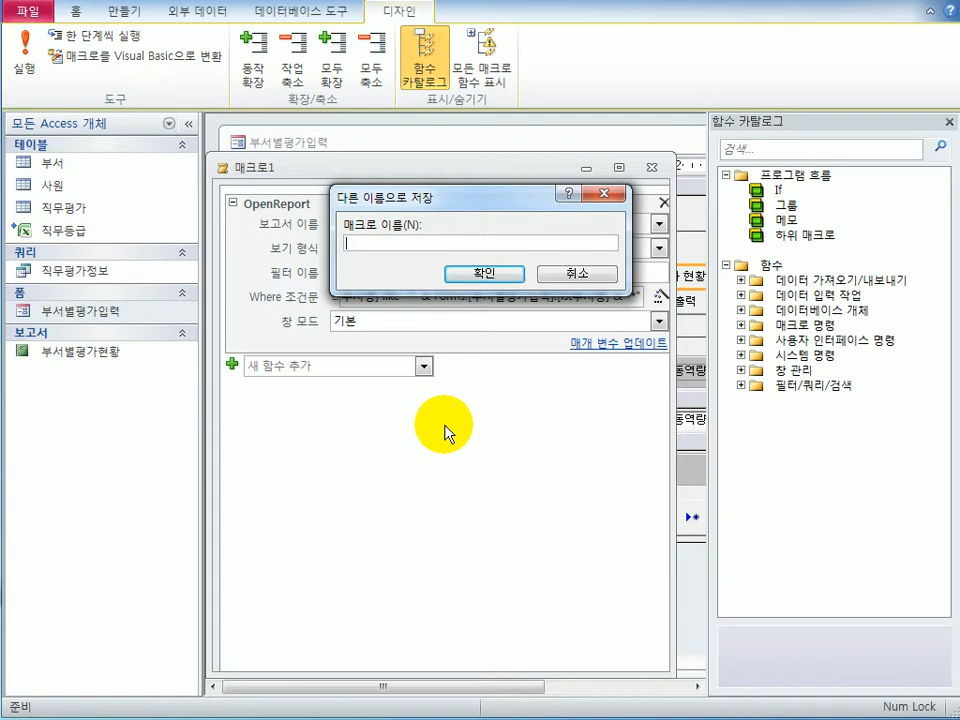 파일 홈 만들기 외부 데이터 데이터베이스 도구 디자인
실행
한 단계씩 실행
매크로를 Visual Basic으로 변환
도구
동작 확장
작업 축소
모두 확장
모두 축소
확장/축소
함수 카탈로그
모든 매크로 함수 표시
표시/숨기기
모든 Access 개체
테이블
부서
사원
직무평가
직무등급
쿼리
직무평가정보
폼
부서별평가입력
보고서
부서별평가현황
부서별평가입력
매크로1
OpenReport
보고서 이름
보기 형식
필터 이름
Where 조건문
창 모드 기본
매개 변수 업데이트
새 함수 추가
다른 이름으로 저장
매크로 이름(N):
확인 취소
현황
출력
동역량
동역량
함수 카탈로그
검색...
프로그램 흐름
If
그룹
메모
하위 매크로
함수
데이터 가져오기/내보내기
데이터 입력 작업
데이터베이스 개체
매크로 명령
사용자 인터페이스 명령
시스템 명령
창 관리
필터/쿼리/검색
준비
Num Lock